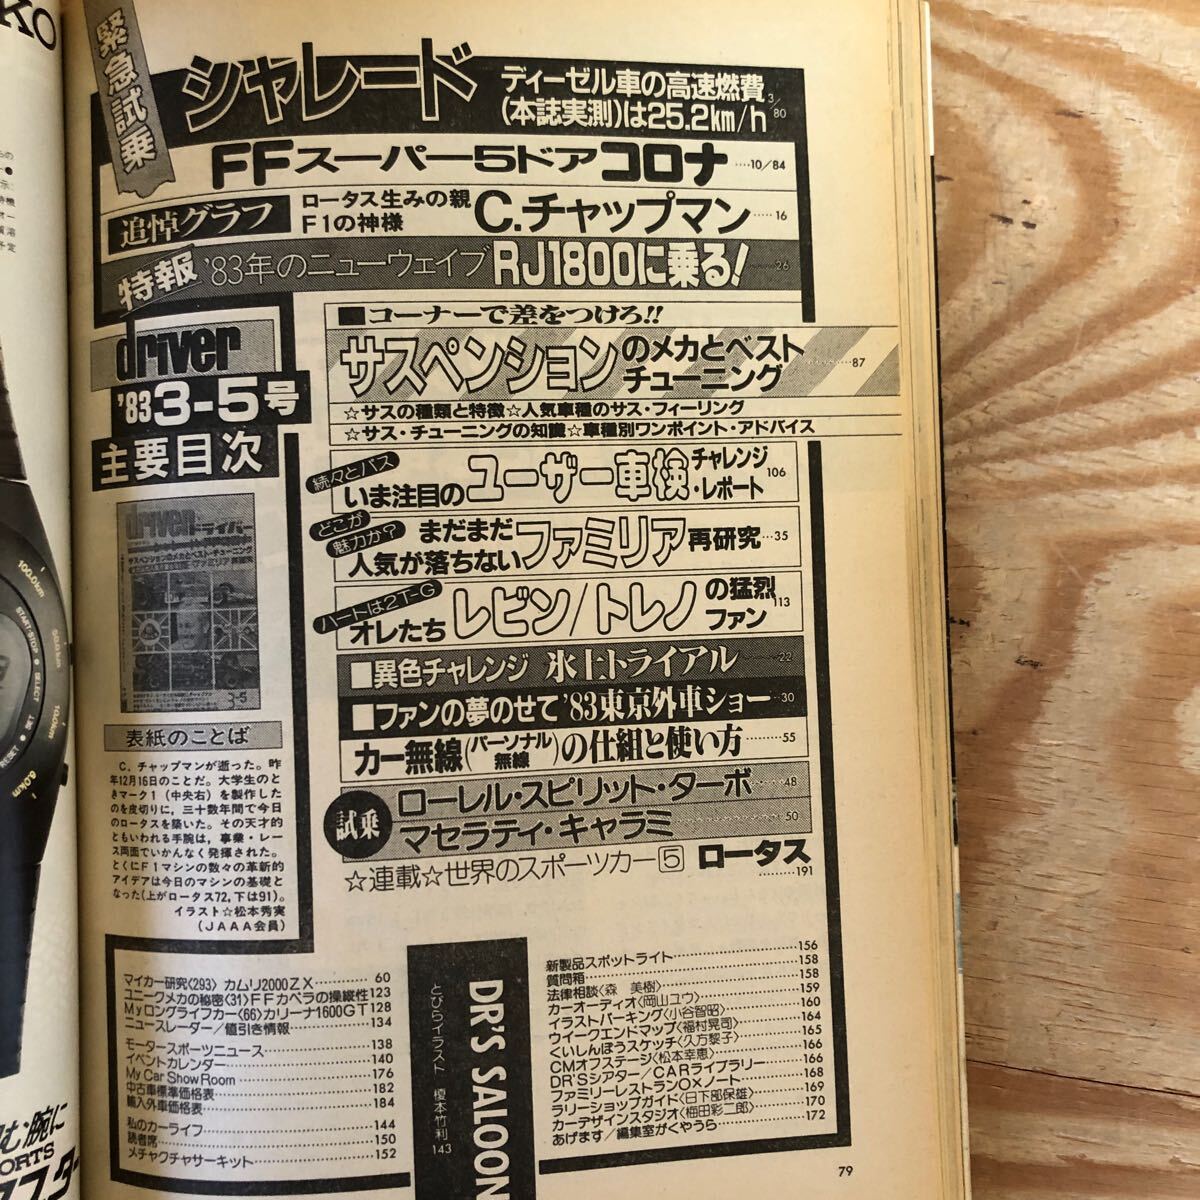 緊急試乗
シャレード
ディーゼル車の高速燃費
(本誌実測)は25.2km/h
3/80
FFスーパー5ドアコロナ‥‥10/84
追悼グラフ
ロータス生みの親
F1の神様
C.チャップマン‥‥16
特報 '83年のニューウェイブRJ1800に乗る!‥‥26
driver
'83 3-5号
主要目次
■コーナーで差をつけろ!!
サスペンションのメカとベスト
チューニング‥‥‥87
☆サスの種類と特徴☆人気車種のサス・フィーリング
☆サス・チューニングの知識☆車種別ワンポイント・アドバイス
続々とパス
いま注目のユーザー車検チャレンジ
・レポート 106
どこが
魅力か?
まだまだ
人気が落ちないファミリア再研究‥‥35
ハートは2T-G
オレたちレビン/トレノの猛烈
ファン 113
■異色チャレンジ 氷上トライアル‥‥22
■ファンの夢のせて'83東京外車ショー‥‥30
カー無線(パーソナル無線)の仕組と使い方‥‥55
試乗
ローレル・スピリット・ターボ‥‥48
マセラティ・キャラミ‥‥50
☆連載☆世界のスポーツカー5 ロータス
‥‥‥191
表紙のことば
C.チャップマンが逝った。昨
年12月16日のことだ。大学生のと
きマーク1(中央右)を製作した
のを皮切りに、三十数年間で今日
のロータスを築いた。その天才的
ともいわれる手腕は,事業・レー
ス両面でいかんなく発揮された。
とくにF1マシンの数々の革新的
アイデアは今日のマシンの基礎と
なった(上がロータス72,下は91)。
イラスト☆松本秀実
(JAAA会員)
マイカー研究〈293〉カムリ2000ZX‥‥60
ユニークメカの秘密〈31〉FFカペラの操縦性 123
Myロングライフカー〈66〉カリーナ1600GT 128
ニュースレーダー/値引き情報‥‥134
モータースポーツニュース‥‥138
イベントカレンダー‥‥140
My Car Show Room‥‥176
中古車標準価格表‥‥182
輸入外車価格表‥‥184
私のカーライフ‥‥144
読者席‥‥150
メチャクチャサーキット‥‥152
DR'S SALOON
とびらイラスト 榎本竹利 143
新製品スポットライト‥‥156
質問箱‥‥158
法律相談〈森 美樹〉‥‥158
カーオーディオ〈岡山ユウ〉‥‥159
イラストパーキング〈小谷智昭〉‥‥160
ウイークエンドマップ〈福村晃司〉‥‥164
くいしんぼうスケッチ〈久方黎子〉‥‥165
CMオフステージ〈松本幸恵〉‥‥166
DR'Sシアター/CARライブラリー‥‥166
ファミリーレストラン○×ノート‥‥168
ラリーショップガイド〈日下部保雄〉‥‥169
カーデザインスタジオ〈梅田彩二郎〉‥‥170
あげます/編集室がくやうら‥‥172
79
100.0km
START・STOP
SELECT
SET
RESET